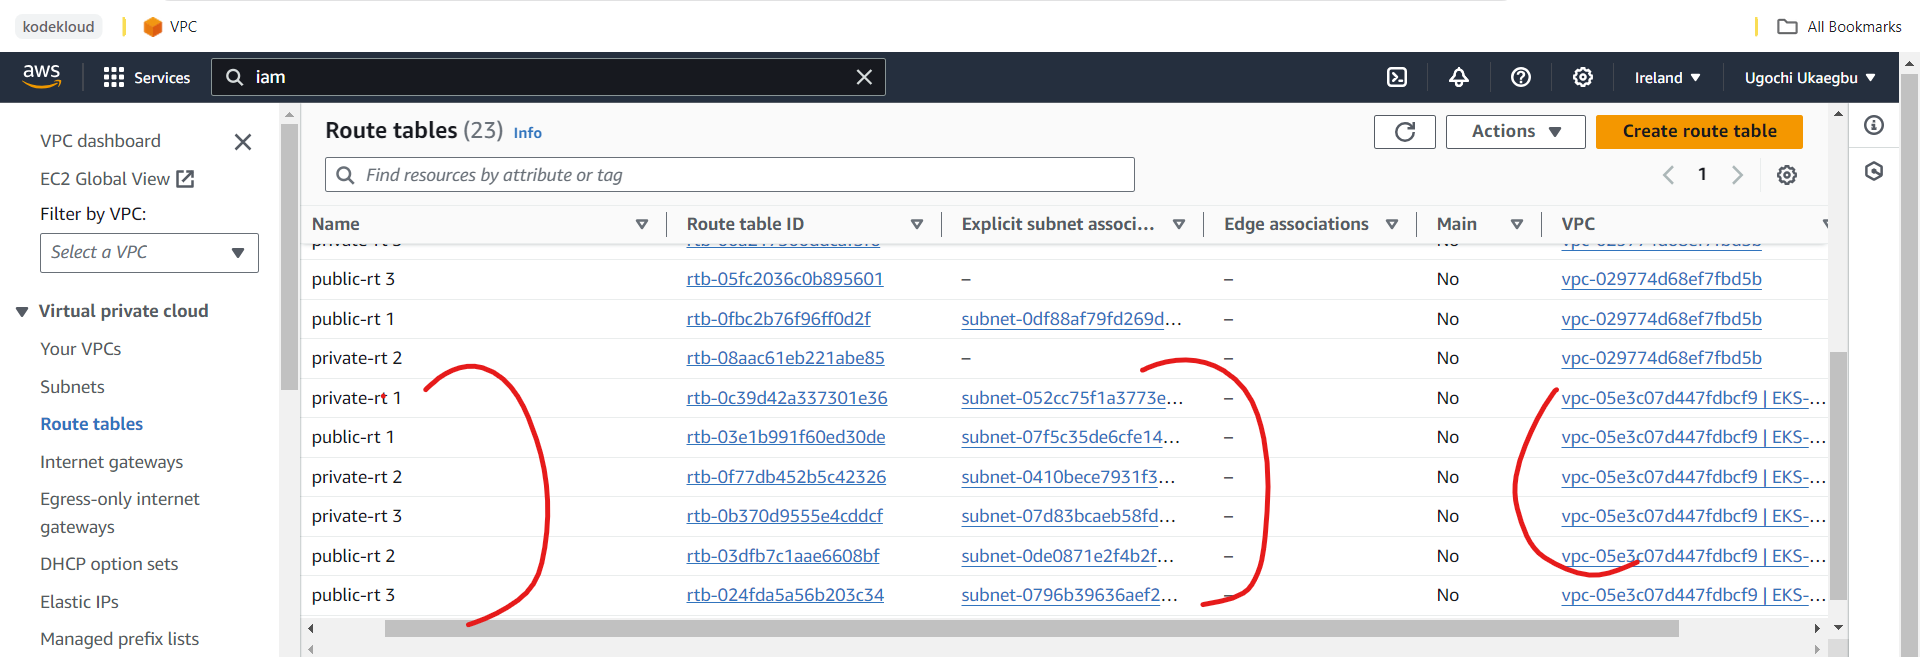 kodekloud VPC All Bookmarks
aws Services iam Ireland Ugochi Ukaegbu
VPC dashboard
EC2 Global View
Filter by VPC:
Select a VPC
Virtual private cloud
Your VPCs
Subnets
Route tables
Internet gateways
Egress-only internet
gateways
DHCP option sets
Elastic IPs
Managed prefix lists
Route tables (23) Info
Actions Create route table
Find resources by attribute or tag
1
Name Route table ID Explicit subnet associ... Edge associations Main VPC
public-rt 3 rtb-05fc2036c0b895601 – – No vpc-029774d68ef7fbd5b
public-rt 1 rtb-0fbc2b76f96ff0d2f subnet-0df88af79fd269d... – No vpc-029774d68ef7fbd5b
private-rt 2 rtb-08aac61eb221abe85 – – No vpc-029774d68ef7fbd5b
private-rt 1 rtb-0c39d42a337301e36 subnet-052cc75f1a3773e... – No vpc-05e3c07d447fdbcf9 | EKS-...
public-rt 1 rtb-03e1b991f60ed30de subnet-07f5c35de6cfe14... – No vpc-05e3c07d447fdbcf9 | EKS-...
private-rt 2 rtb-0f77db452b5c42326 subnet-0410bece7931f3... – No vpc-05e3c07d447fdbcf9 | EKS-...
private-rt 3 rtb-0b370d9555e4cddcf subnet-07d83bcaeb58fd... – No vpc-05e3c07d447fdbcf9 | EKS-...
public-rt 2 rtb-03dfb7c1aae6608bf subnet-0de0871e2f4b2f... – No vpc-05e3c07d447fdbcf9 | EKS-...
public-rt 3 rtb-024fda5a56b203c34 subnet-0796b39636aef2... – No vpc-05e3c07d447fdbcf9 | EKS-...